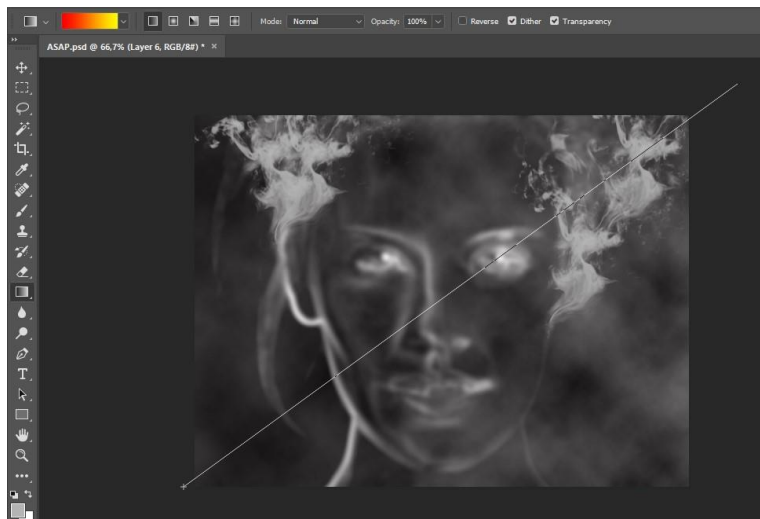 Mode: Normal Opacity: 100% Reverse Dither Transparency
ASAP.psd @ 66,7% (Layer 6, RGB/8#) * ×
T